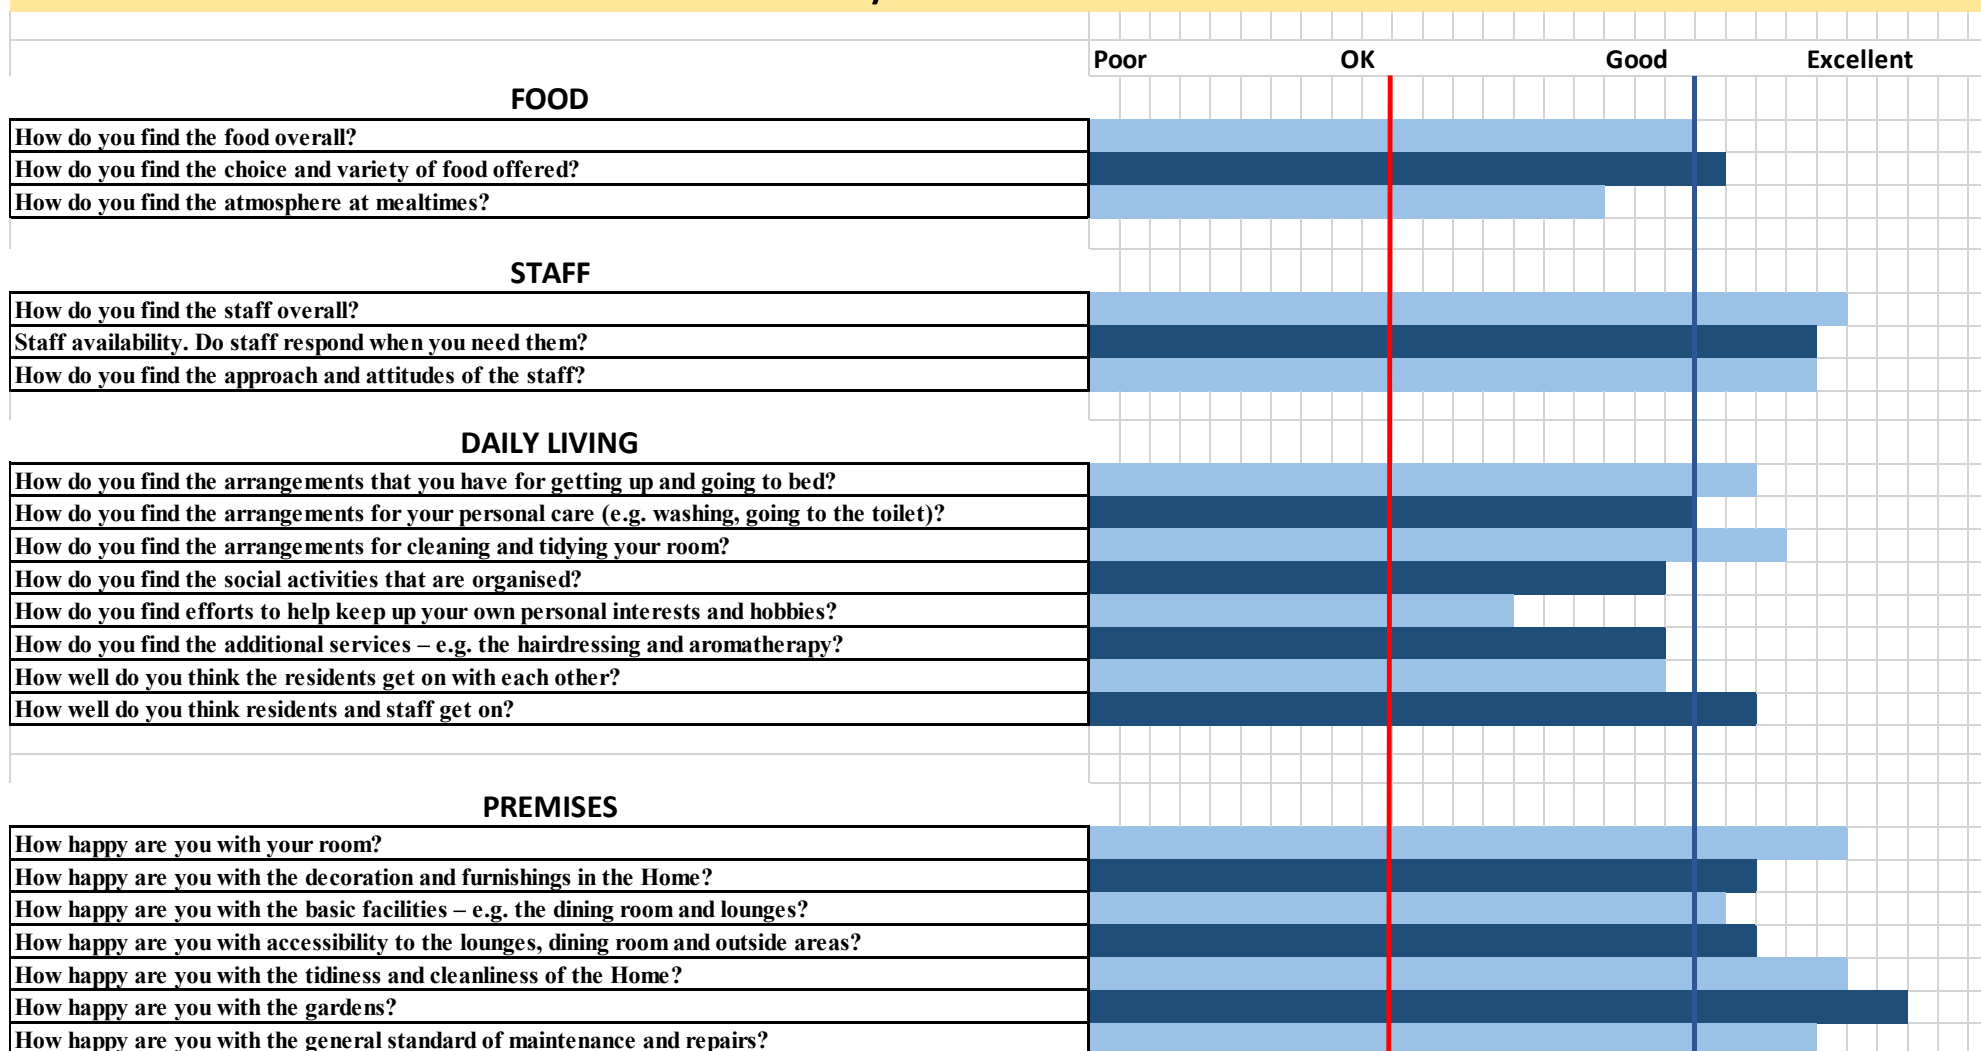 Poor OK Good Excellent
FOOD
How do you find the food overall?
How do you find the choice and variety of food offered?
How do you find the atmosphere at mealtimes?
STAFF
How do you find the staff overall?
Staff availability. Do staff respond when you need them?
How do you find the approach and attitudes of the staff?
DAILY LIVING
How do you find the arrangements that you have for getting up and going to bed?
How do you find the arrangements for your personal care (e.g. washing, going to the toilet)?
How do you find the arrangements for cleaning and tidying your room?
How do you find the social activities that are organised?
How do you find efforts to help keep up your own personal interests and hobbies?
How do you find the additional services – e.g. the hairdressing and aromatherapy?
How well do you think the residents get on with each other?
How well do you think residents and staff get on?
PREMISES
How happy are you with your room?
How happy are you with the decoration and furnishings in the Home?
How happy are you with the basic facilities – e.g. the dining room and lounges?
How happy are you with accessibility to the lounges, dining room and outside areas?
How happy are you with the tidiness and cleanliness of the Home?
How happy are you with the gardens?
How happy are you with the general standard of maintenance and repairs?